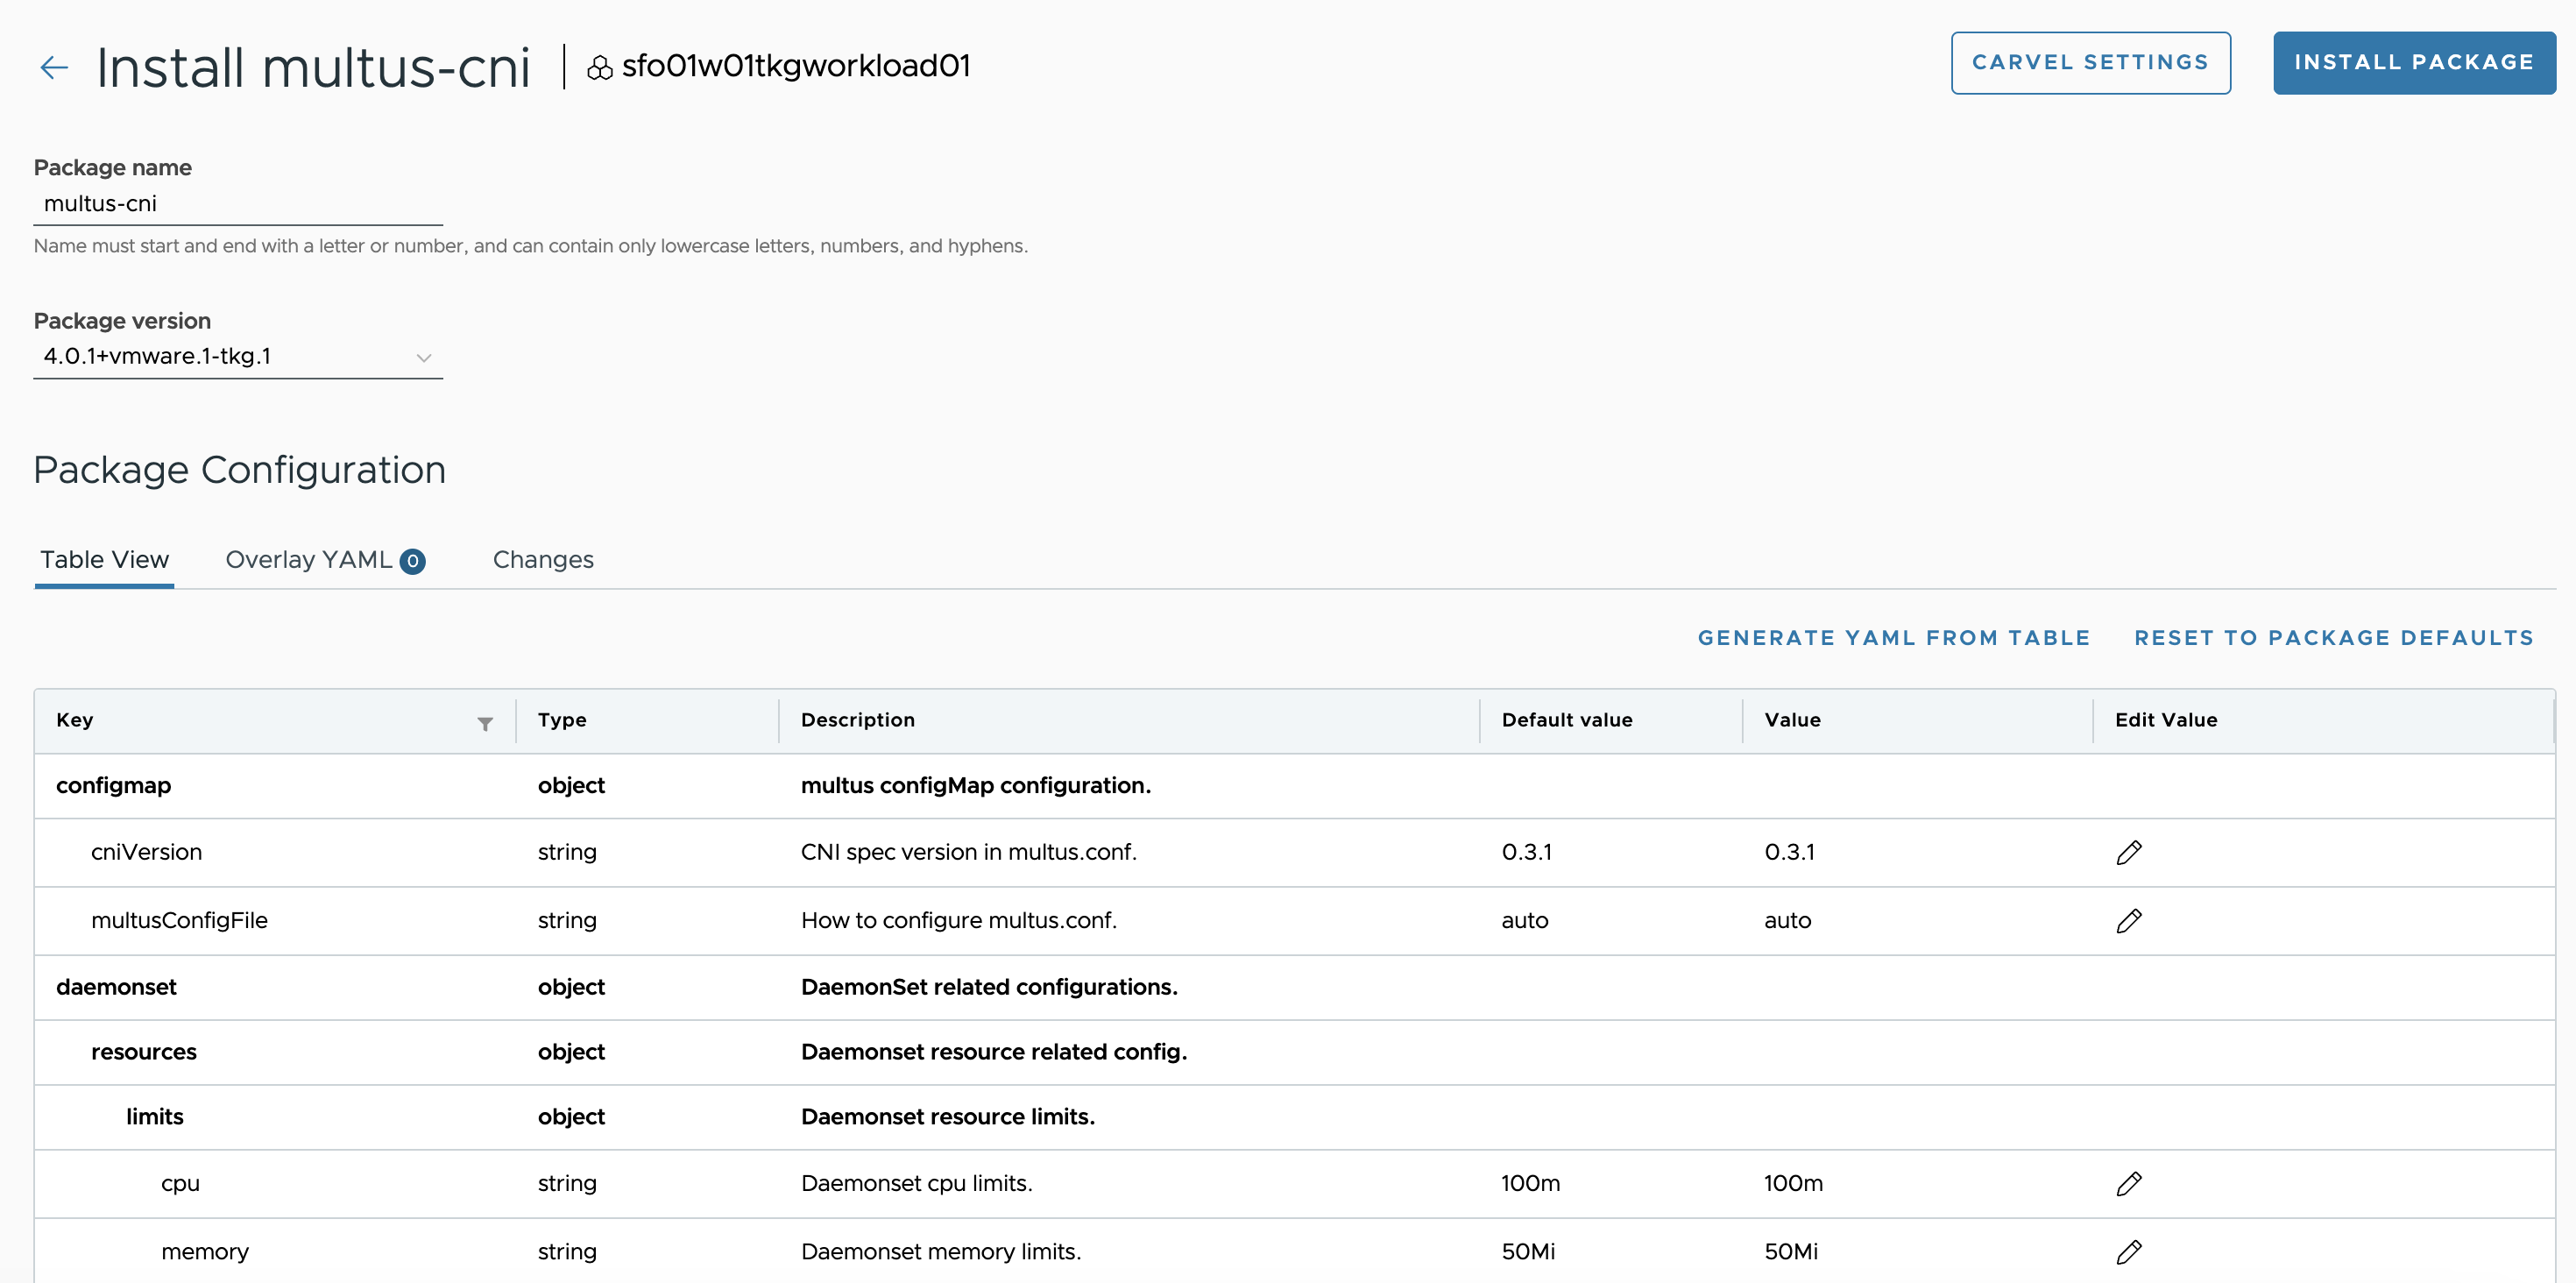 Install multus-cni sfo01w01tkgworkload01 CARVEL SETTINGS INSTALL PACKAGE
Package name
multus-cni
Name must start and end with a letter or number, and can contain only lowercase letters, numbers, and hyphens.
Package version
4.0.1+vmware.1-tkg.1
Package Configuration
Table View Overlay YAML 0 Changes
GENERATE YAML FROM TABLE RESET TO PACKAGE DEFAULTS
Key Type Description Default value Value Edit Value
configmap object multus configMap configuration.
cniVersion string CNI spec version in multus.conf. 0.3.1 0.3.1
multusConfigFile string How to configure multus.conf. auto auto
daemonset object DaemonSet related configurations.
resources object Daemonset resource related config.
limits object Daemonset resource limits.
cpu string Daemonset cpu limits. 100m 100m
memory string Daemonset memory limits. 50Mi 50Mi